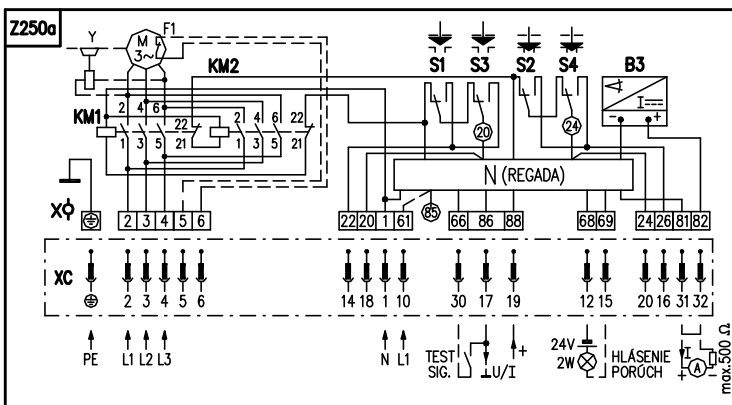 Z250a
Y
F1
M
3~
KM2
S1 S3 S2 S4 B3
2 4 6
KM1
22
2 4 6 22
1 3 5 21
1 3 5 21
20
24
I
- +
N (REGADA)
X
2 3 4 5 6
22 20 1 61
85
66 86 88
68 69
24 26 81 82
XC
2 3 4 5 6
14 18 1 10
30 17 19
12 15
20 16 31 32
PE L1 L2 L3
N L1
TEST
SIG.
U/I
+
24V
2W
HLÁSENIE
PORÚCH
I
A
+ -
max.500 Ω